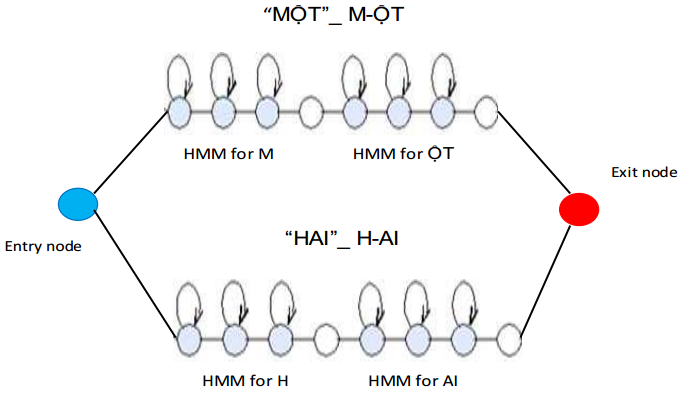 “MỘT”_ M-ỘT
HMM for M
HMM for ỘT
Exit node
Entry node
“HAI”_ H-AI
HMM for H
HMM for AI